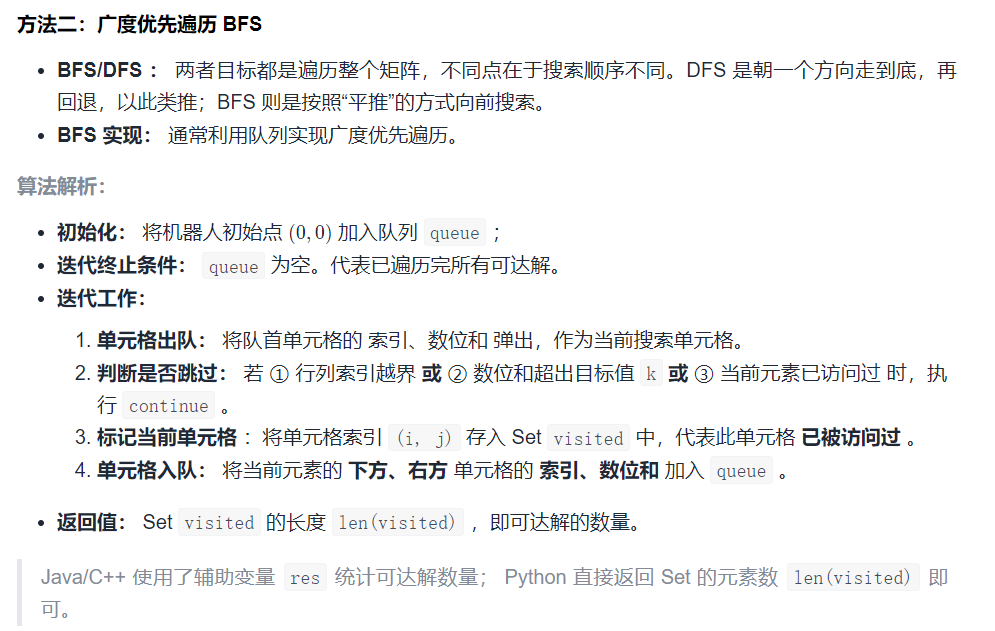 方法二：广度优先遍历 BFS
• BFS/DFS ： 两者目标都是遍历整个矩阵，不同点在于搜索顺序不同。DFS 是朝一个方向走到底，再
回退，以此类推；BFS 则是按照“平推”的方式向前搜索。
• BFS 实现： 通常利用队列实现广度优先遍历。
算法解析：
• 初始化： 将机器人初始点 (0, 0) 加入队列 queue ；
• 迭代终止条件： queue 为空。代表已遍历完所有可达解。
• 迭代工作：
1. 单元格出队： 将队首单元格的 索引、数位和 弹出，作为当前搜索单元格。
2. 判断是否跳过： 若 ① 行列索引越界 或 ② 数位和超出目标值 k 或 ③ 当前元素已访问过 时，执
行 continue 。
3. 标记当前单元格 ：将单元格索引 (i, j) 存入 Set visited 中，代表此单元格 已被访问过 。
4. 单元格入队： 将当前元素的 下方、右方 单元格的 索引、数位和 加入 queue 。
• 返回值： Set visited 的长度 len(visited) ，即可达解的数量。
Java/C++ 使用了辅助变量 res 统计可达解数量； Python 直接返回 Set 的元素数 len(visited) 即
可。